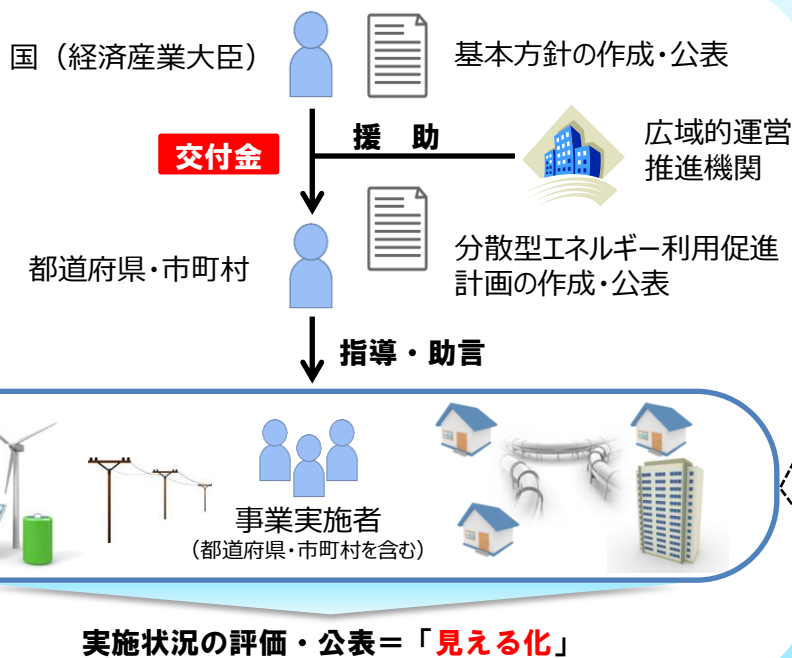 国（経済産業大臣）
基本方針の作成・公表
交付金
援　助
広域的運営
推進機関
都道府県・市町村
分散型エネルギー利用促進
計画の作成・公表
指導・助言
事業実施者
（都道府県・市町村を含む）
実施状況の評価・公表＝「見える化」